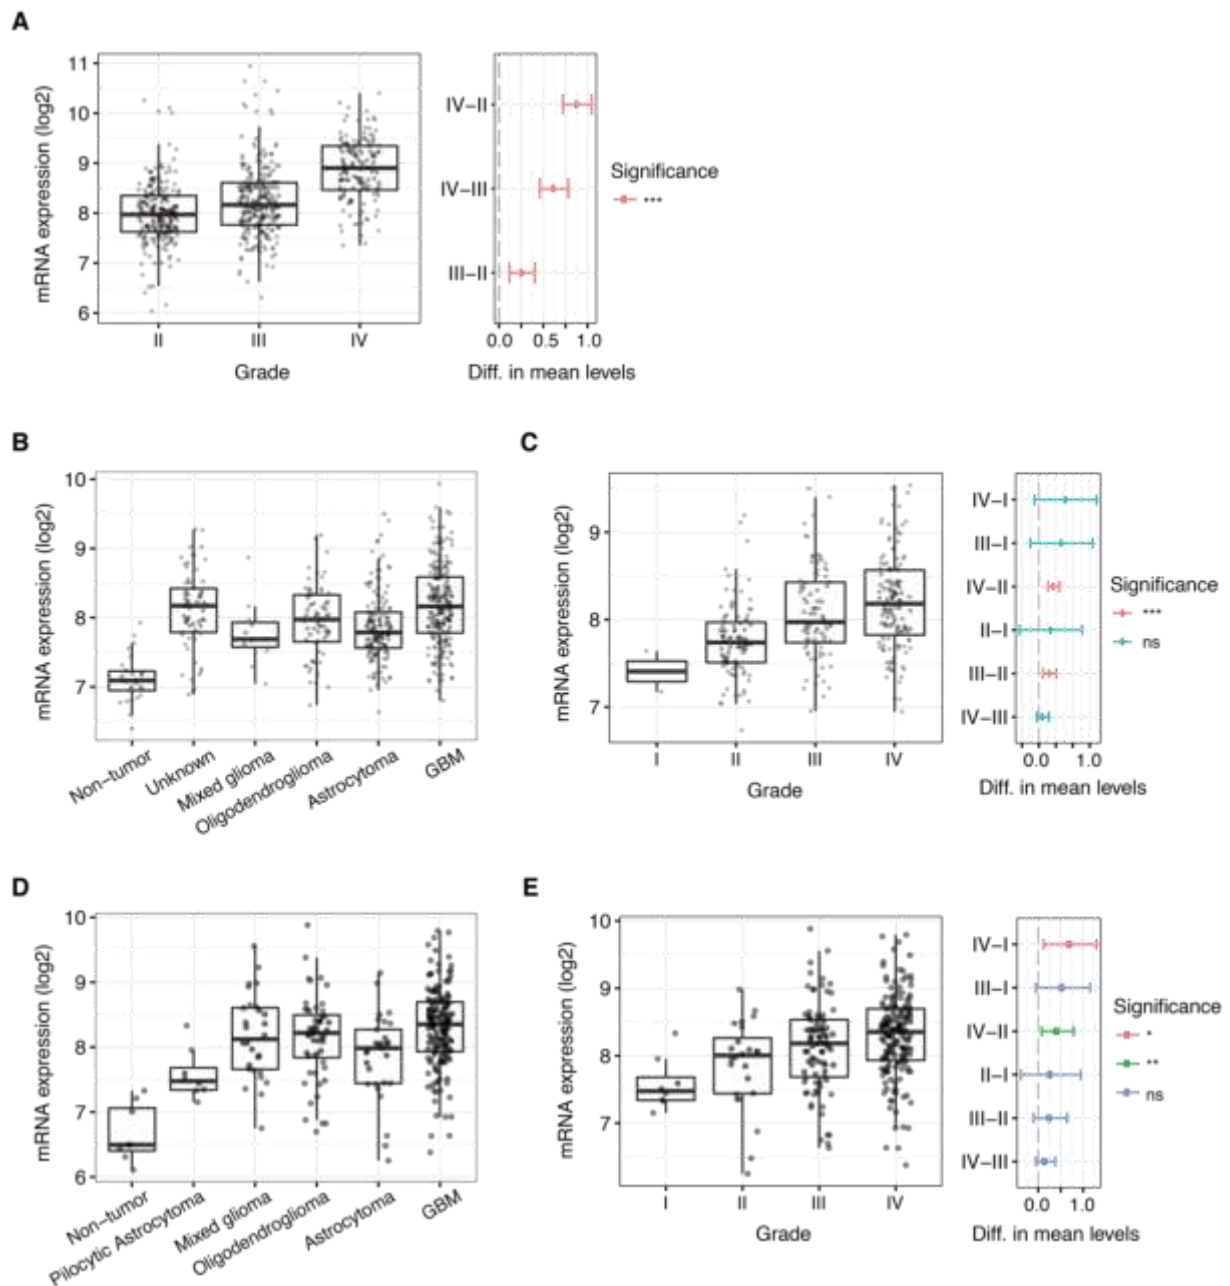 A
mRNA expression (log2)
11
10
9
8
7
6
II III IV
Grade
IV–II
IV–III
III–II
0.0 0.5 1.0
Diff. in mean levels
Significance
***
B
mRNA expression (log2)
10
9
8
7
Non–tumor
Unknown
Mixed glioma
Oligodendroglioma
Astrocytoma
GBM
C
mRNA expression (log2)
9
8
7
I II III IV
Grade
IV–I
III–I
IV–II
II–I
III–II
IV–III
0.0 1.0
Diff. in mean levels
Significance
***
ns
D
mRNA expression (log2)
10
9
8
7
6
Non–tumor
Pilocytic Astrocytoma
Mixed glioma
Oligodendroglioma
Astrocytoma
GBM
E
mRNA expression (log2)
10
9
8
7
I II III IV
Grade
IV–I
III–I
IV–II
II–I
III–II
IV–III
0.0 1.0
Diff. in mean levels
Significance
*
**
ns